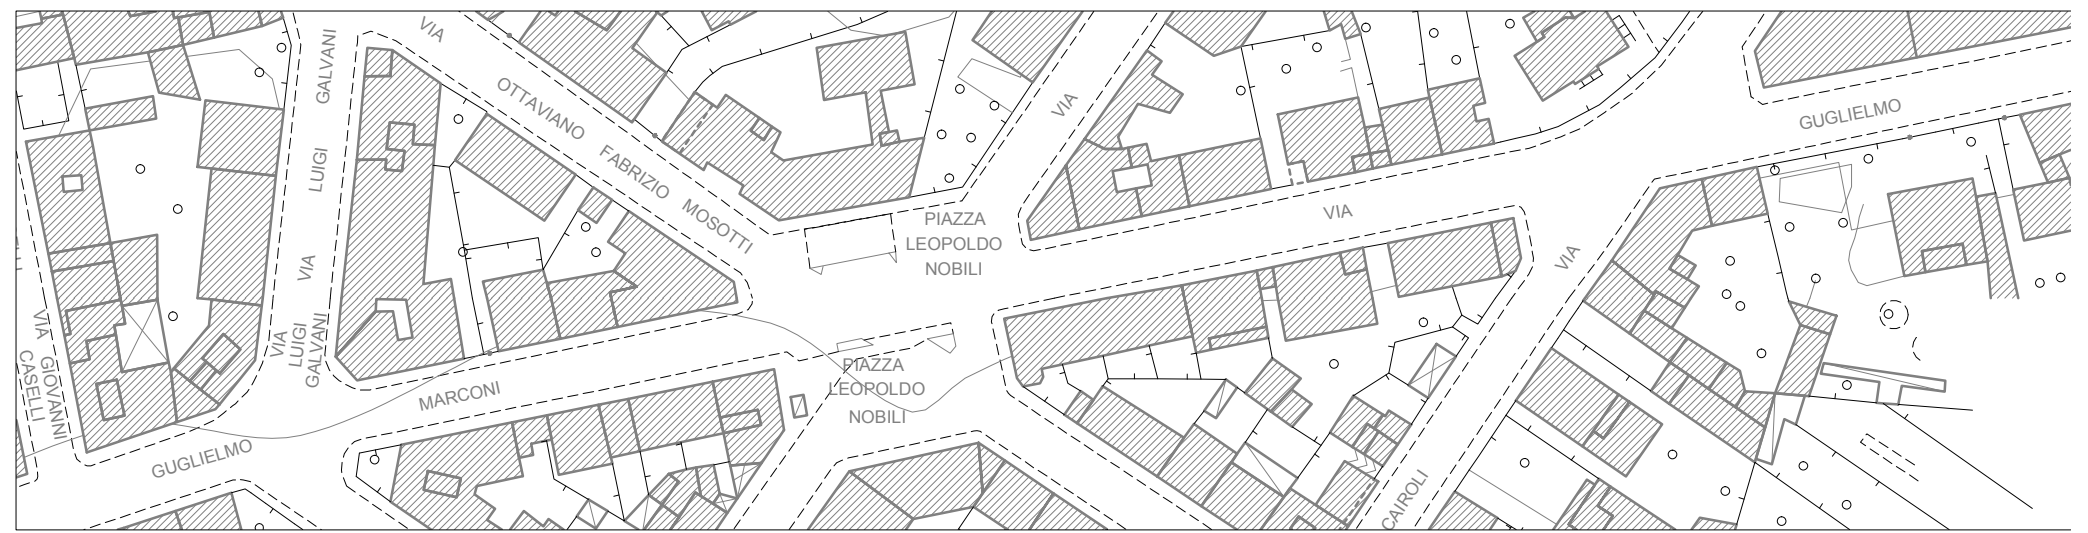 VIA
OTTAVIANO
FABRIZIO
MOSOTTI
GALVANI
LUIGI
VIA
VIA
LUIGI
GALVANI
VIA
GIOVANNI
CASELLI
GUGLIELMO
MARCONI
PIAZZA
LEOPOLDO
NOBILI
PIAZZA
LEOPOLDO
NOBILI
VIA
VIA
GUGLIELMO
VIA
CAIROLI